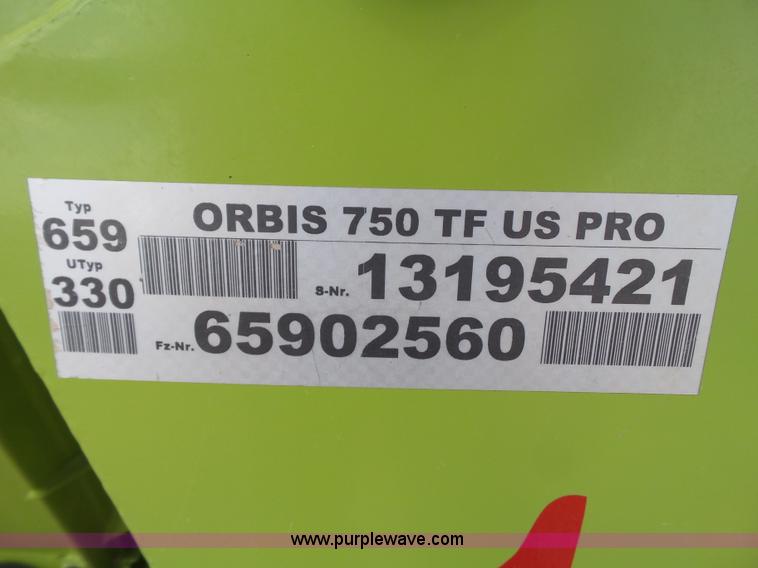 Typ
659
UTyp
330
ORBIS 750 TF US PRO
S-Nr. 13195421
Fz-Nr. 65902560
www.purplewave.com